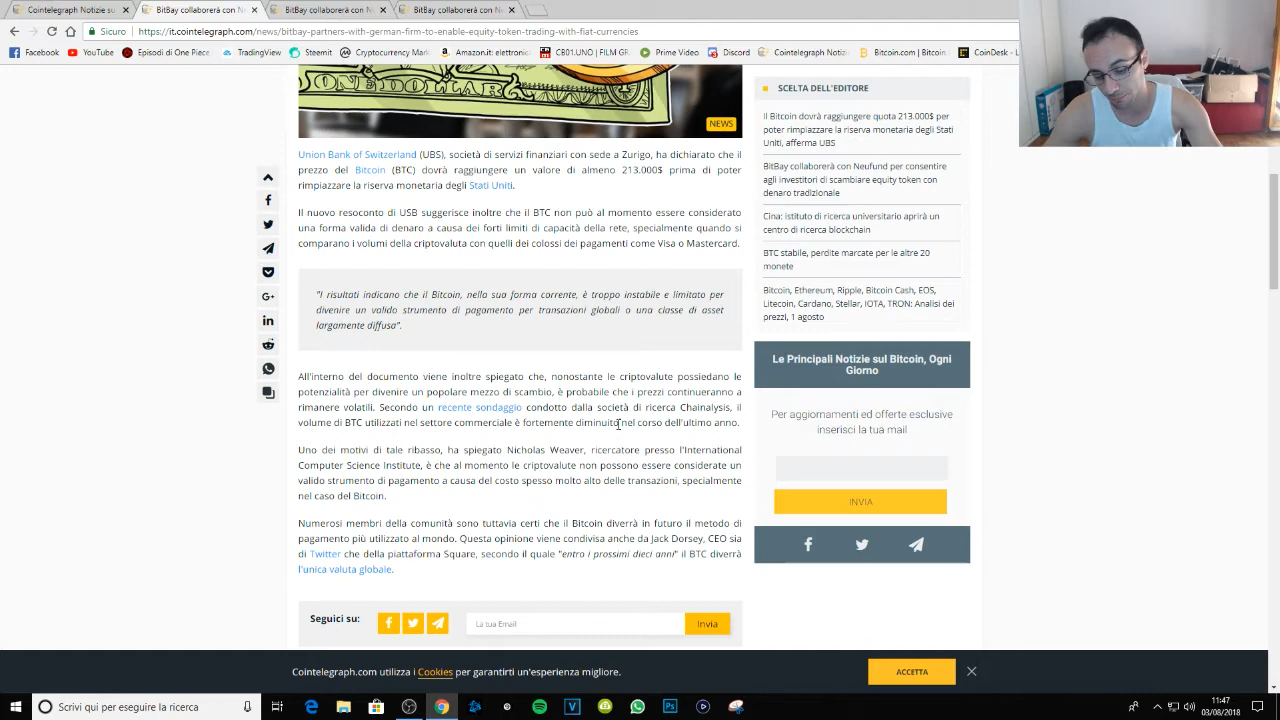 Cointelegraph Notizie su
BitBay collaborerà con Ne
BitBay collaborerà con Ne
BitBay collaborerà con Ne
Sicuro
https://it.cointelegraph.com/news/bitbay-partners-with-german-firm-to-enable-equity-token-trading-with-fiat-currencies
Facebook
YouTube
Episodi di One Piece
TradingView
Steemit
Cryptocurrency Mark
Amazon.it: elettroni
CB01.UNO | FILM GR
Prime Video
Discord
Cointelegraph Notizi
Bitcoin.com | Bitcoin
CoinDesk - L
ONE DOLLAR
NEWS
Union Bank of Switzerland (UBS), società di servizi finanziari con sede a Zurigo, ha dichiarato che il
prezzo del Bitcoin (BTC) dovrà raggiungere un valore di almeno 213.000$ prima di poter
rimpiazzare la riserva monetaria degli Stati Uniti.
Il nuovo resoconto di USB suggerisce inoltre che il BTC non può al momento essere considerato
una forma valida di denaro a causa dei forti limiti di capacità della rete, specialmente quando si
comparano i volumi della criptovaluta con quelli dei colossi dei pagamenti come Visa o Mastercard.
"I risultati indicano che il Bitcoin, nella sua forma corrente, è troppo instabile e limitato per
divenire un valido strumento di pagamento per transazioni globali o una classe di asset
largamente diffusa".
All'interno del documento viene inoltre spiegato che, nonostante le criptovalute possiedano le
potenzialità per divenire un popolare mezzo di scambio, è probabile che i prezzi continueranno a
rimanere volatili. Secondo un recente sondaggio condotto dalla società di ricerca Chainalysis, il
volume di BTC utilizzati nel settore commerciale è fortemente diminuito nel corso dell'ultimo anno.
Uno dei motivi di tale ribasso, ha spiegato Nicholas Weaver, ricercatore presso l'International
Computer Science Institute, è che al momento le criptovalute non possono essere considerate un
valido strumento di pagamento a causa del costo spesso molto alto delle transazioni, specialmente
nel caso del Bitcoin.
Numerosi membri della comunità sono tuttavia certi che il Bitcoin diverrà in futuro il metodo di
pagamento più utilizzato al mondo. Questa opinione viene condivisa anche da Jack Dorsey, CEO sia
di Twitter che della piattaforma Square, secondo il quale "entro i prossimi dieci anni" il BTC diverrà
l'unica valuta globale.
Seguici su:
La tua Email
Invia
SCELTA DELL'EDITORE
Il Bitcoin dovrà raggiungere quota 213.000$ per
poter rimpiazzare la riserva monetaria degli Stati
Uniti, afferma UBS
BitBay collaborerà con Neufund per consentire
agli investitori di scambiare equity token con
denaro tradizionale
Cina: istituto di ricerca universitario aprirà un
centro di ricerca blockchain
BTC stabile, perdite marcate per le altre 20
monete
Bitcoin, Ethereum, Ripple, Bitcoin Cash, EOS,
Litecoin, Cardano, Stellar, IOTA, TRON: Analisi dei
prezzi, 1 agosto
Le Principali Notizie sul Bitcoin, Ogni
Giorno
Per aggiornamenti ed offerte esclusive
inserisci la tua mail
INVIA
Cointelegraph.com utilizza i Cookies per garantirti un'esperienza migliore.
ACCETTA
Scrivi qui per eseguire la ricerca
11:47
03/08/2018